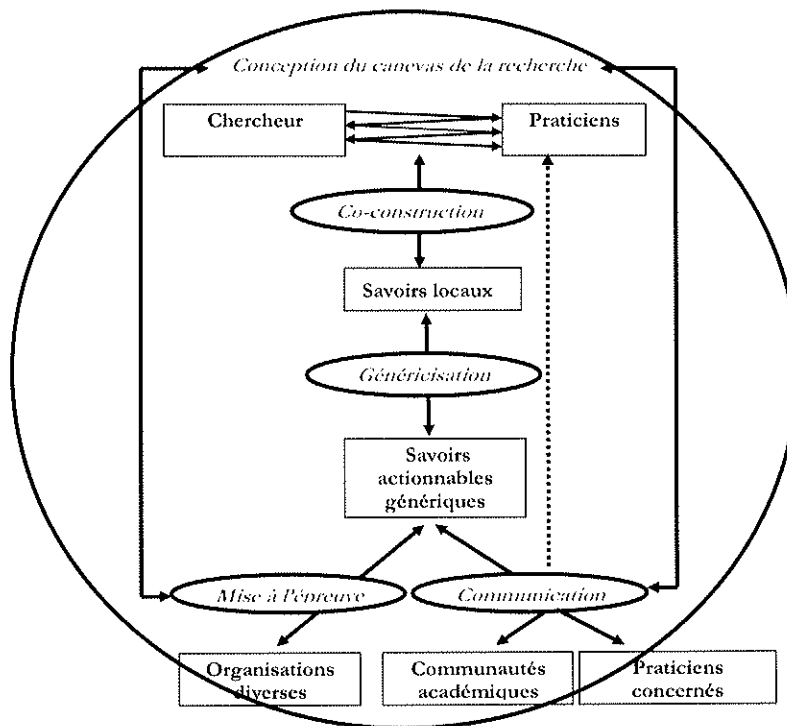 Conception du canevas de la recherche
Chercheur
Praticiens
Co-construction
Savoirs locaux
Généricisation
Savoirs
actionnables
génériques
Mise à l'épreuve
Communication
Organisations
diverses
Communautés
académiques
Praticiens
concernés